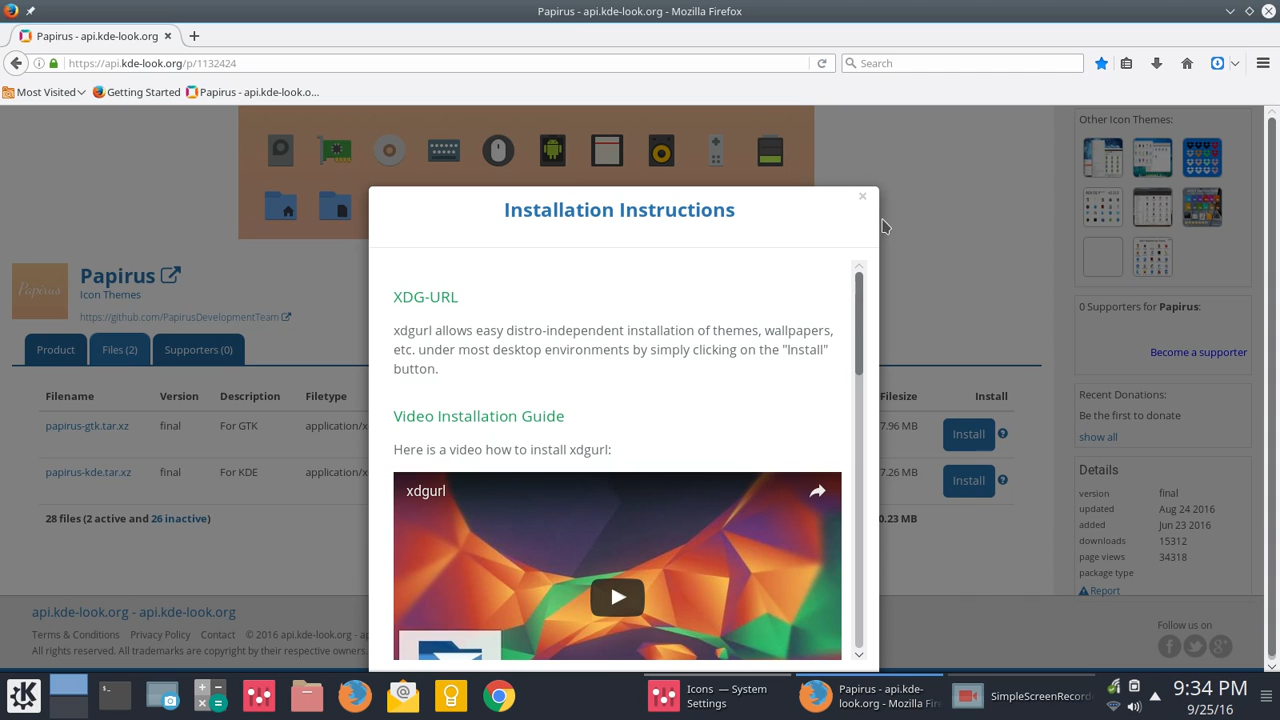 Papirus - api.kde-look.org - Mozilla Firefox
Papirus - api.kde-look.org
https://api.kde-look.org/p/1132424
Search
Most Visited
Getting Started
Papirus - api.kde-look.o...
Other Icon Themes:
Installation Instructions
XDG-URL
xdgurl allows easy distro-independent installation of themes, wallpapers,
etc. under most desktop environments by simply clicking on the "Install"
button.
Video Installation Guide
Here is a video how to install xdgurl:
xdgurl
Papirus
Papirus
Icon Themes
https://github.com/PapirusDevelopmentTeam
Product
Files (2)
Supporters (0)
Filename Version Description Filetype Filesize Install
papirus-gtk.tar.xz final For GTK application/x 7.96 MB Install
papirus-kde.tar.xz final For KDE application/x 7.26 MB Install
28 files (2 active and 26 inactive) 0.23 MB
0 Supporters for Papirus:
Become a supporter
Recent Donations:
Be the first to donate
show all
Details
version final
updated Aug 24 2016
added Jun 23 2016
downloads 15312
page views 34318
package type
Report
api.kde-look.org - api.kde-look.org
Terms & Conditions Privacy Policy Contact © 2016 api.kde-look.org - ap
All rights reserved. All trademarks are copyright by their respective owners.
Follow us on
Icons — System
Settings
Papirus - api.kde-
look.org - Mozilla Fir
SimpleScreenRecord
9:34 PM
9/25/16